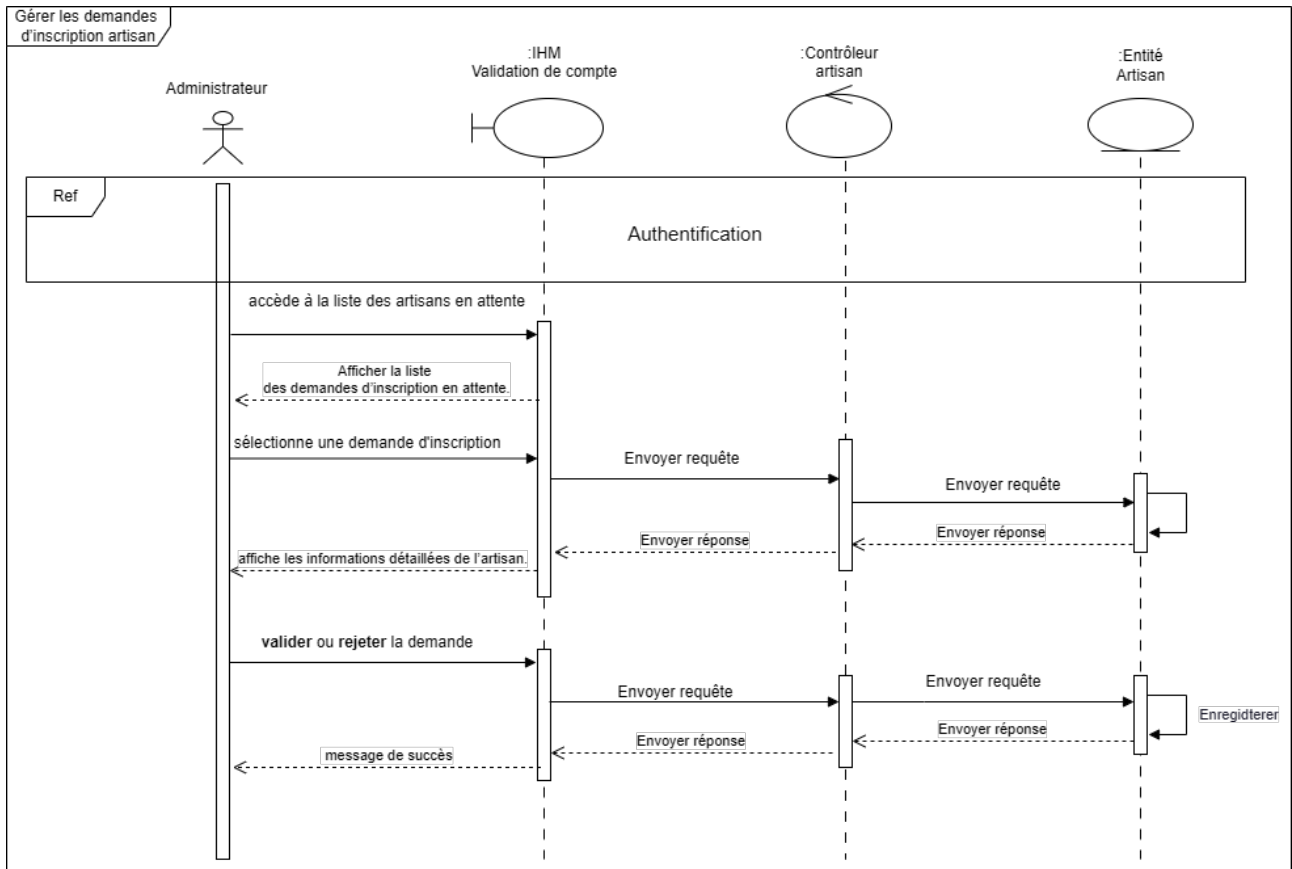 Gérer les demandes
d'inscription artisan
:IHM
Validation de compte
:Contrôleur
artisan
:Entité
Artisan
Administrateur
Ref
Authentification
accède à la liste des artisans en attente
Afficher la liste
des demandes d'inscription en attente.
sélectionne une demande d'inscription
Envoyer requête
Envoyer requête
Envoyer réponse
Envoyer réponse
affiche les informations détaillées de l'artisan.
valider ou rejeter la demande
Envoyer requête
Envoyer requête
Enregidterer
Envoyer réponse
Envoyer réponse
message de succès